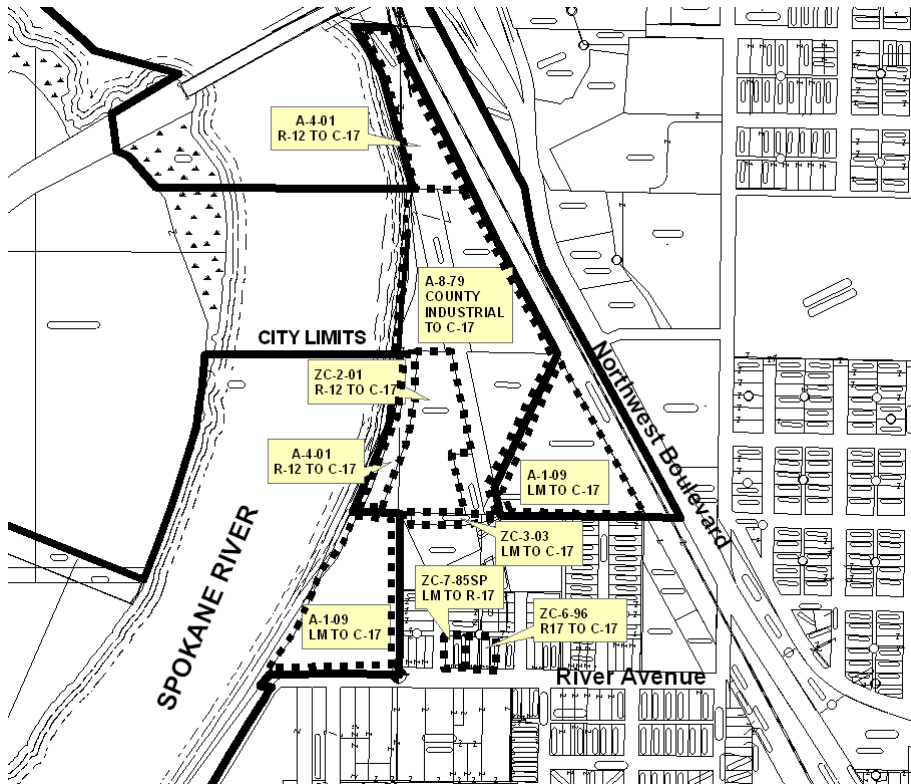 A-4-01
R-12 TO C-17
A-8-79
COUNTY
INDUSTRIAL
TO C-17
CITY LIMITS
ZC-2-01
R-12 TO C-17
Northwest Boulevard
A-4-01
R-12 TO C-17
A-1-09
LM TO C-17
SPOKANE RIVER
ZC-3-03
LM TO C-17
ZC-7-85SP
LM TO R-17
A-1-09
LM TO C-17
ZC-6-96
R17 TO C-17
River Avenue